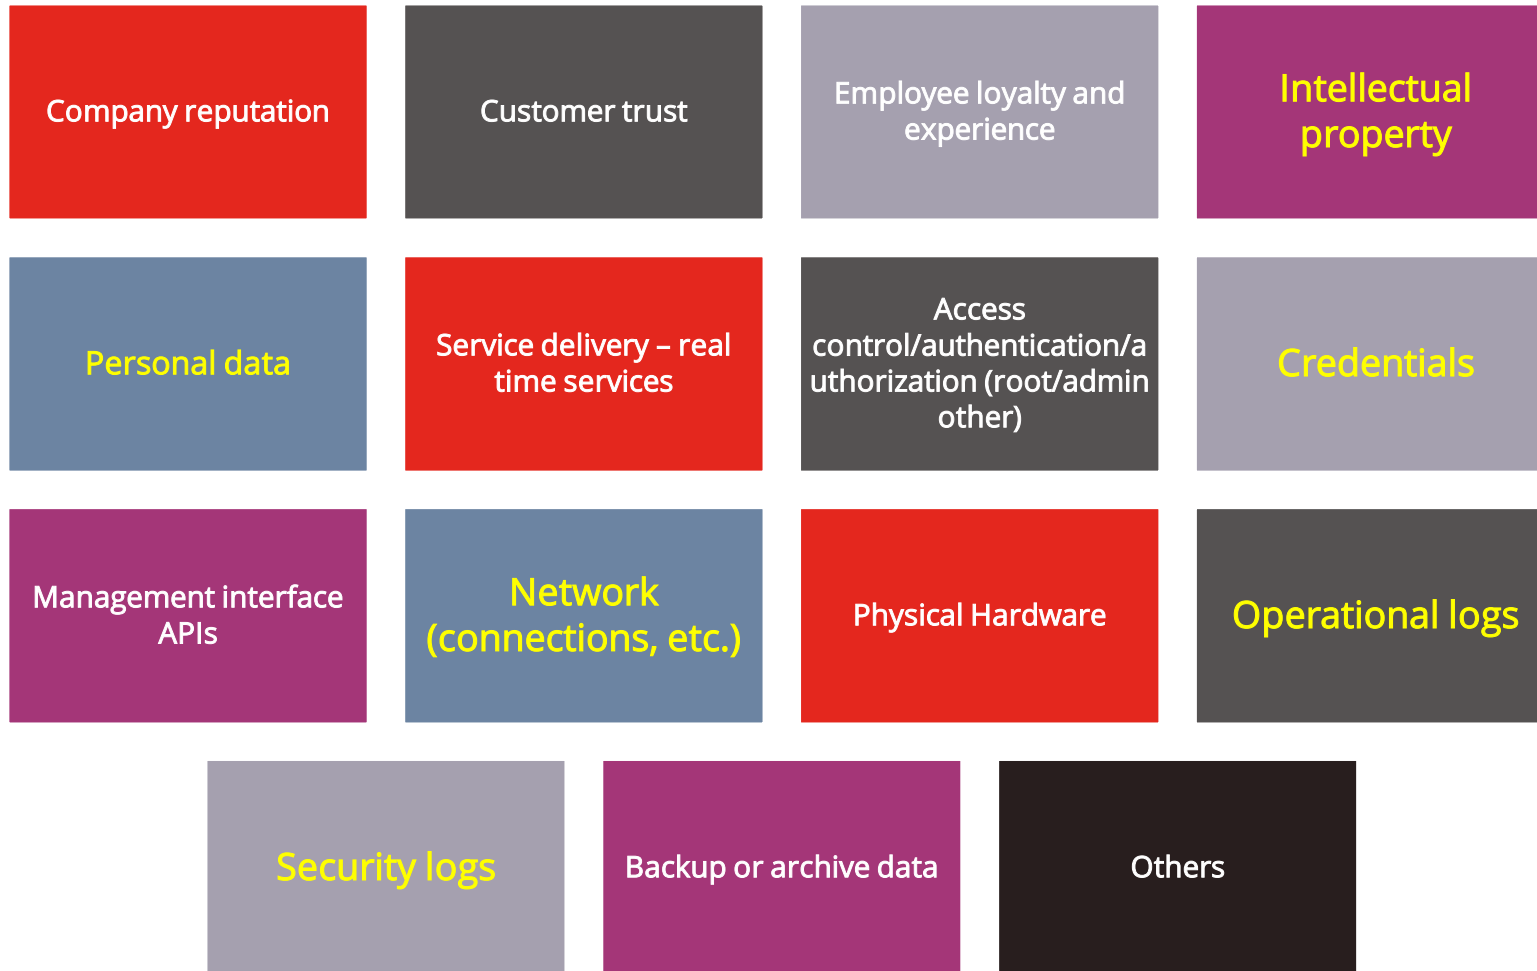 Company reputation
Customer trust
Employee loyalty and
experience
Intellectual
property
Personal data
Service delivery – real
time services
Access
control/authentication/a
uthorization (root/admin
other)
Credentials
Management interface
APIs
Network
(connections, etc.)
Physical Hardware
Operational logs
Security logs
Backup or archive data
Others